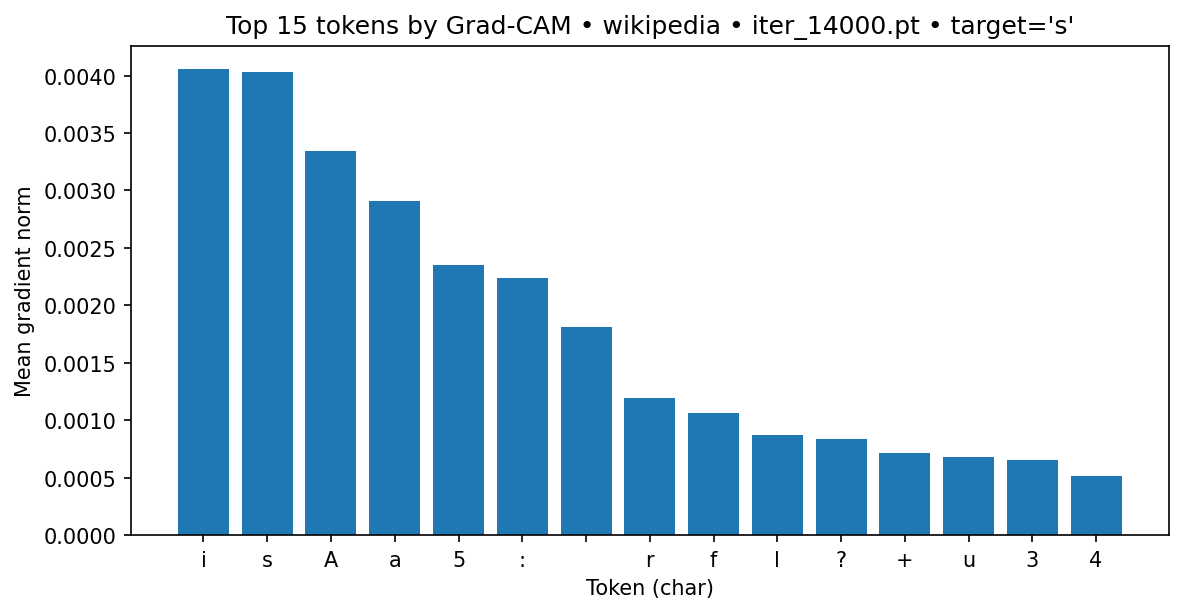 Top 15 tokens by Grad-CAM • wikipedia • iter_14000.pt • target='s'
Mean gradient norm
0.0040
0.0035
0.0030
0.0025
0.0020
0.0015
0.0010
0.0005
0.0000
i s A a 5 : r f l ? + u 3 4
Token (char)